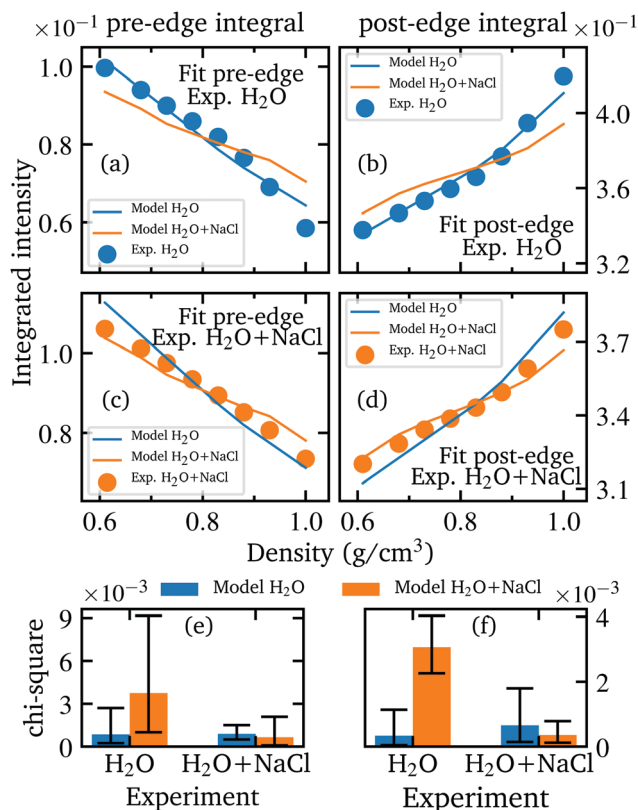 pre-edge integral
post-edge integral
×10⁻¹
×10⁻¹
Integrated intensity
1.0
0.8
0.6
Fit pre-edge
Exp. H₂O
(a)
Model H₂O
Model H₂O+NaCl
Exp. H₂O
Model H₂O
Model H₂O+NaCl
Exp. H₂O
(b)
Fit post-edge
Exp. H₂O
4.0
3.6
3.2
1.0
0.8
Fit pre-edge
Exp. H₂O+NaCl
(c)
Model H₂O
Model H₂O+NaCl
Exp. H₂O+NaCl
Model H₂O
Model H₂O+NaCl
Exp. H₂O+NaCl
(d)
Fit post-edge
Exp. H₂O+NaCl
3.7
3.4
3.1
0.6
0.8
1.0
0.6
0.8
1.0
Density (g/cm³)
×10⁻³
Model H₂O
Model H₂O+NaCl
×10⁻³
chi-square
9
6
3
0
(e)
(f)
4
2
0
H₂O
H₂O+NaCl
H₂O
H₂O+NaCl
Experiment
Experiment